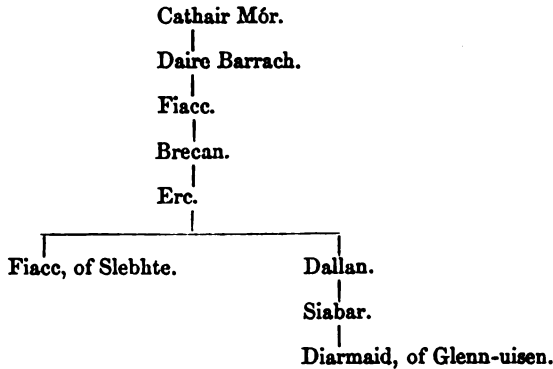 Cathair Mór.
Daire Barrach.
Fiacc.
Brecan.
Erc.
Fiacc, of Slebhte. Dallan.
Siabar.
Diarmaid, of Glenn-uisen.